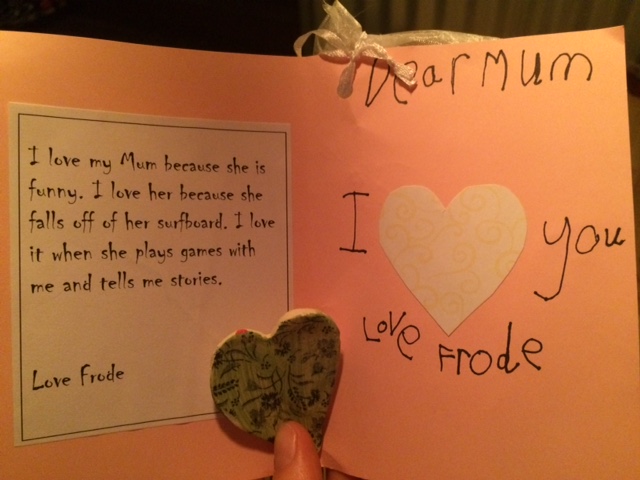 I love my Mum because she is
funny. I love her because she
falls off of her surfboard. I love
it when she plays games with
me and tells me stories.
Love Frode
Dear Mum
I you
Love Frode